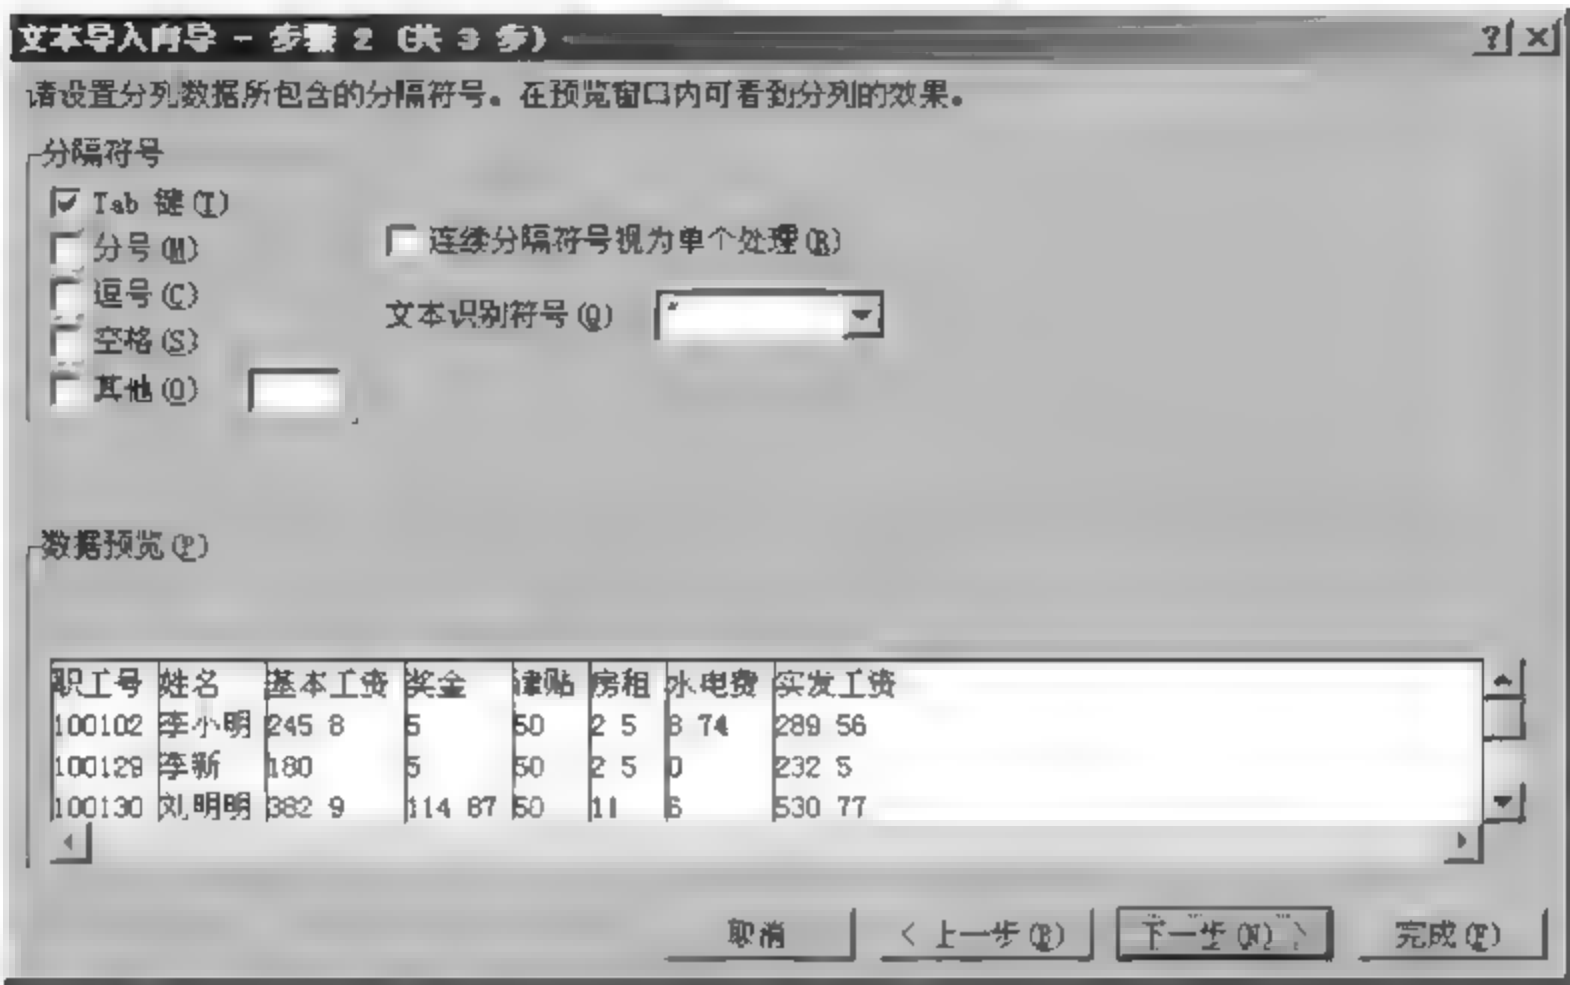 文本导入向导 - 步骤 2 (共 3 步)
请设置分列数据所包含的分隔符号。在预览窗口内可看到分列的效果。
分隔符号
Tab 键(T)
分号(M)
连续分隔符号视为单个处理(R)
逗号(C)
文本识别符号(Q) "
空格(S)
其他(O)
数据预览(P)
职工号 姓名 基本工资 奖金 津贴 房租 水电费 实发工资
100102 李小明 245 8 5 50 2 5 8 74 289 56
100129 李新 180 5 50 2 5 0 232 5
100130 刘明明 382 9 114 87 50 11 6 530 77
取消 < 上一步(B) 下一步(N) > 完成(F)